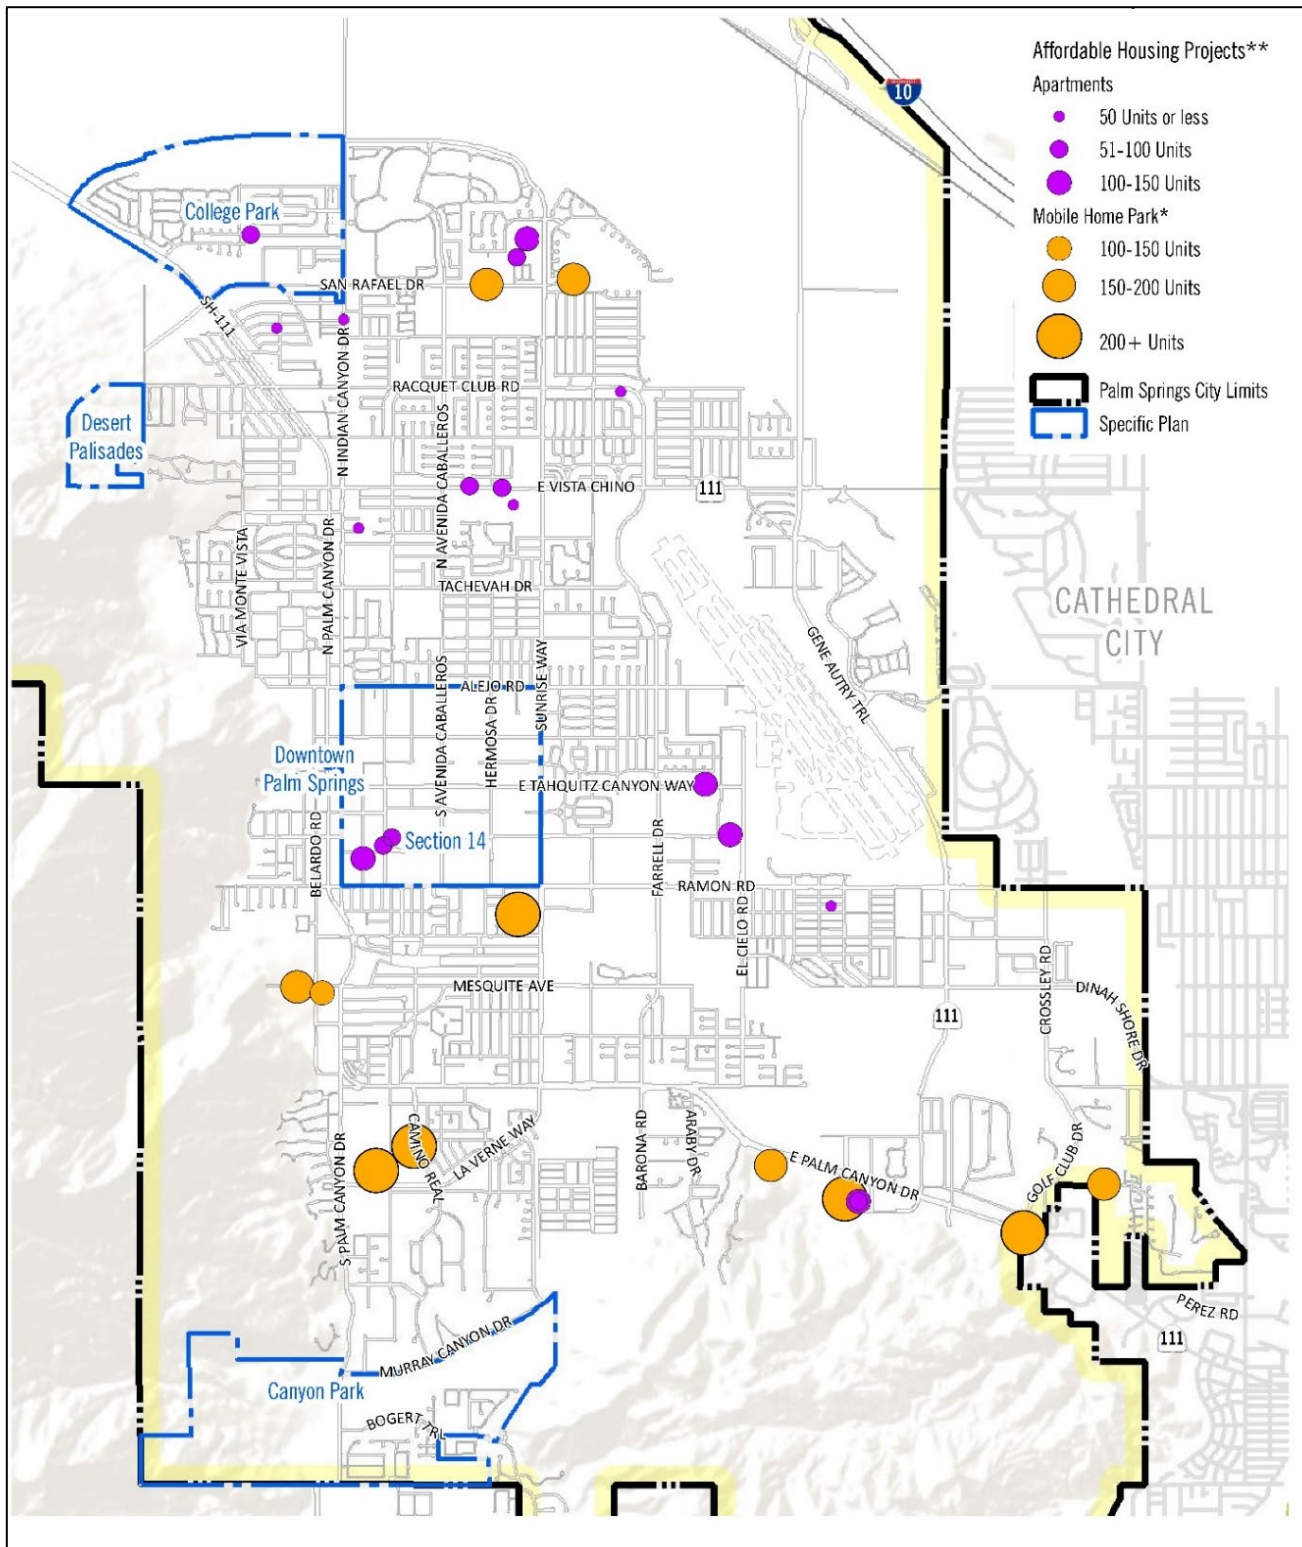 Affordable Housing Projects**
Apartments
50 Units or less
51-100 Units
100-150 Units
Mobile Home Park*
100-150 Units
150-200 Units
200+ Units
Palm Springs City Limits
Specific Plan
10
College Park
SAN RAFAEL DR
SH-111
N INDIAN CANYON DR
RACQUET CLUB RD
Desert
Palisades
N AVENIDA CABALLEROS
E VISTA CHINO
111
VIA MONTE VISTA
N PALM CANYON DR
TACHEVAH DR
CATHEDRAL
CITY
GENE AUTRY TRL
SUNRISE WAY
ALEJO RD
S AVENIDA CABALLEROS
HERMOSA DR
Downtown
Palm Springs
E TAHQUITZ CANYON WAY
BELARDO RD
Section 14
FARRELL DR
RAMON RD
EL CIELO RD
MESQUITE AVE
CROSSLEY RD
DINAH SHORE DR
111
S PALM CANYON DR
CAMINO REAL
LA VERNE WAY
BARONA RD
ARABY DR
E PALM CANYON DR
GOLF CLUB DR
PEREZ RD
111
MURRAY CANYON DR
Canyon Park
BOGERT TRL